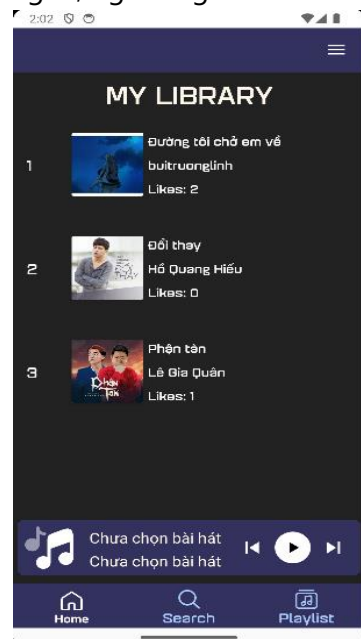 2:02
MY LIBRARY
1
Đường tôi chở em về
buitruonglinh
Likes: 2
2
Đổi thay
Hồ Quang Hiếu
Likes: 0
3
Phận tàn
Lê Gia Quân
Likes: 1
Chưa chọn bài hát
Chưa chọn bài hát
Home
Search
Playlist